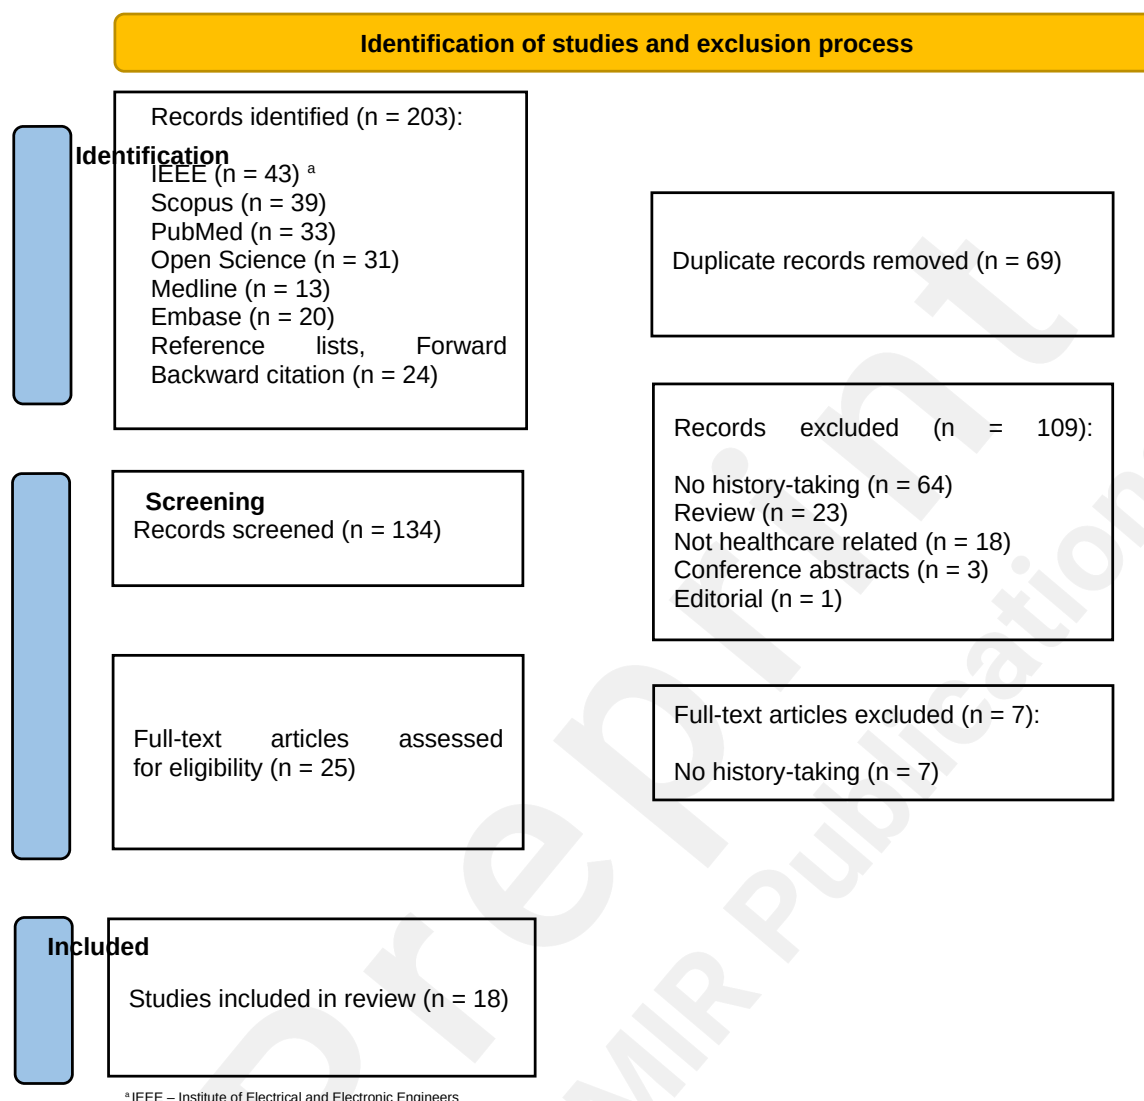 Identification of studies and exclusion process
Records identified (n = 203):
Identification
IEEE (n = 43) ᵃ
Scopus (n = 39)
PubMed (n = 33)
Open Science (n = 31)
Medline (n = 13)
Embase (n = 20)
Reference lists, Forward
Backward citation (n = 24)
Duplicate records removed (n = 69)
Records excluded (n = 109):
No history-taking (n = 64)
Review (n = 23)
Not healthcare related (n = 18)
Conference abstracts (n = 3)
Editorial (n = 1)
Screening
Records screened (n = 134)
Full-text articles assessed
for eligibility (n = 25)
Full-text articles excluded (n = 7):
No history-taking (n = 7)
Included
Studies included in review (n = 18)
ᵃ IEEE – Institute of Electrical and Electronic Engineers
Preprint
MIR Publication